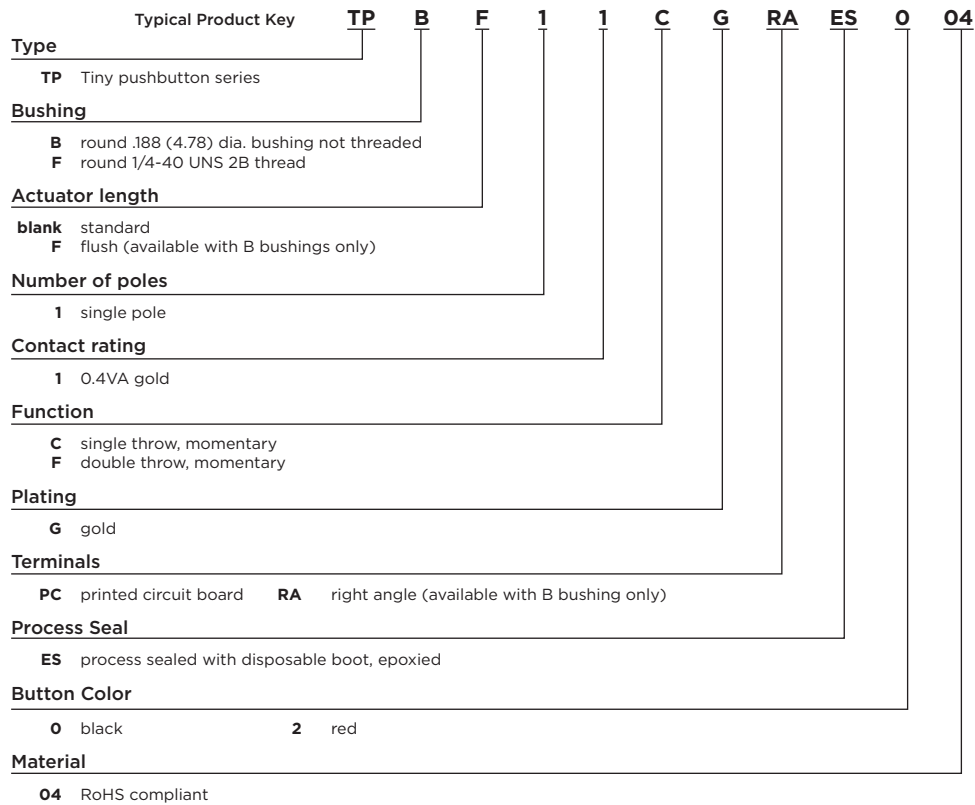 Typical Product Key TP B F 1 1 C G RA ES 0 04
Type
TP Tiny pushbutton series
Bushing
B round .188 (4.78) dia. bushing not threaded
F round 1/4-40 UNS 2B thread
Actuator length
blank standard
F flush (available with B bushings only)
Number of poles
1 single pole
Contact rating
1 0.4VA gold
Function
C single throw, momentary
F double throw, momentary
Plating
G gold
Terminals
PC printed circuit board RA right angle (available with B bushing only)
Process Seal
ES process sealed with disposable boot, epoxied
Button Color
0 black 2 red
Material
04 RoHS compliant